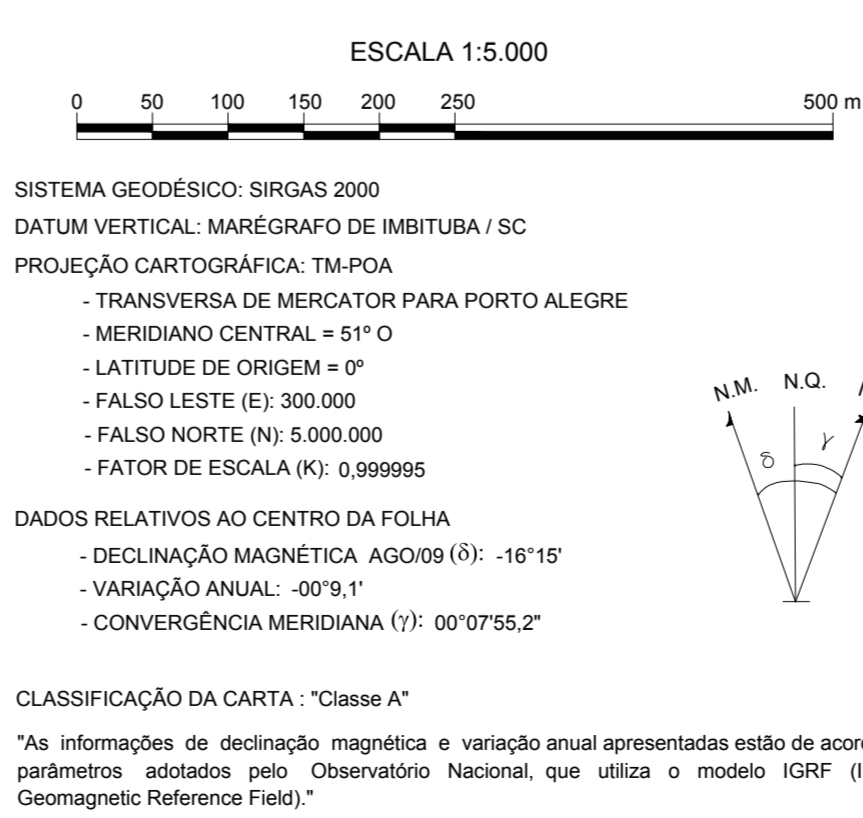 ESCALA 1:5.000
0 50 100 150 200 250 500 m
SISTEMA GEODÉSICO: SIRGAS 2000
DATUM VERTICAL: MARÉGRAFO DE IMBITUBA / SC
PROJEÇÃO CARTOGRÁFICA: TM-POA
- TRANSVERSA DE MERCATOR PARA PORTO ALEGRE
- MERIDIANO CENTRAL = 51º O
- LATITUDE DE ORIGEM = 0º
- FALSO LESTE (E): 300.000
- FALSO NORTE (N): 5.000.000
- FATOR DE ESCALA (K): 0,999995
N.M. N.Q.
δ γ
DADOS RELATIVOS AO CENTRO DA FOLHA
- DECLINAÇÃO MAGNÉTICA AGO/09 (δ): -16°15'
- VARIAÇÃO ANUAL: -00°9,1'
- CONVERGÊNCIA MERIDIANA (γ): 00°07'55,2"
CLASSIFICAÇÃO DA CARTA : "Classe A"
"As informações de declinação magnética e variação anual apresentadas estão de acor
parâmetros adotados pelo Observatório Nacional, que utiliza o modelo IGRF (I
Geomagnetic Reference Field)."